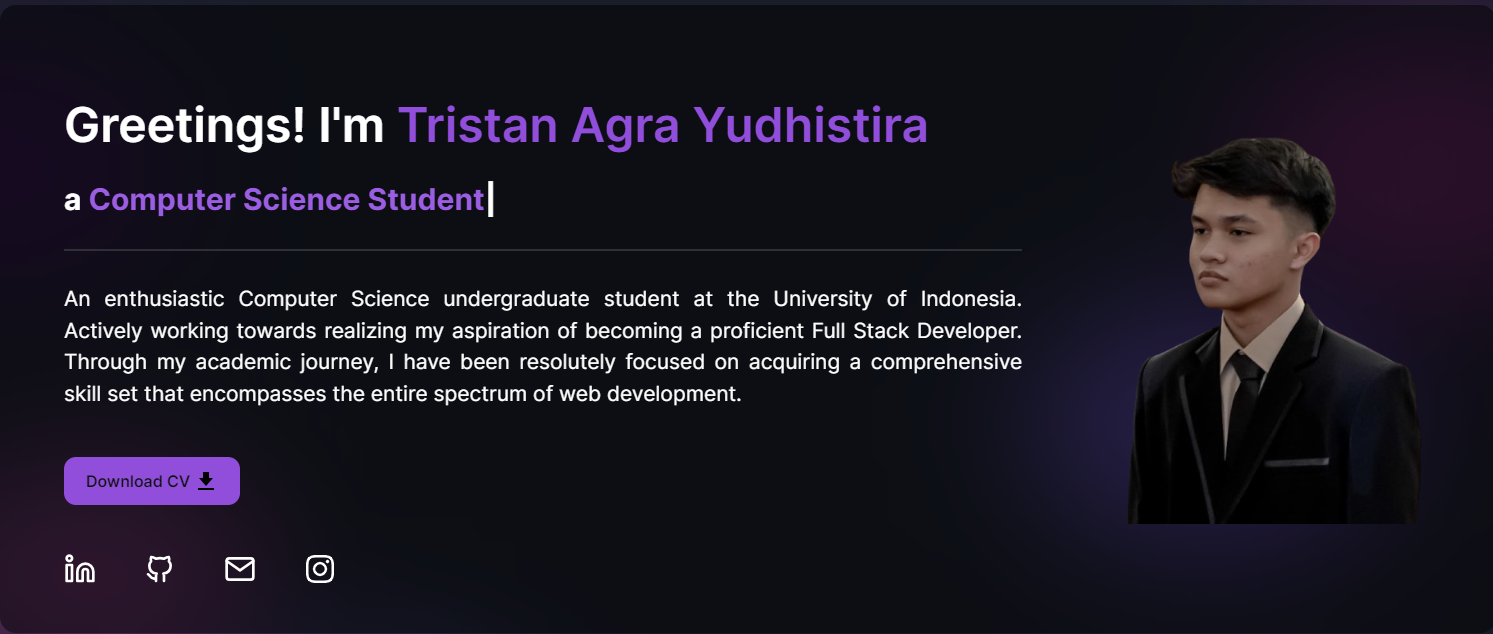 Greetings! I'm Tristan Agra Yudhistira
a Computer Science Student|
An enthusiastic Computer Science undergraduate student at the University of Indonesia.
Actively working towards realizing my aspiration of becoming a proficient Full Stack Developer.
Through my academic journey, I have been resolutely focused on acquiring a comprehensive
skill set that encompasses the entire spectrum of web development.
Download CV